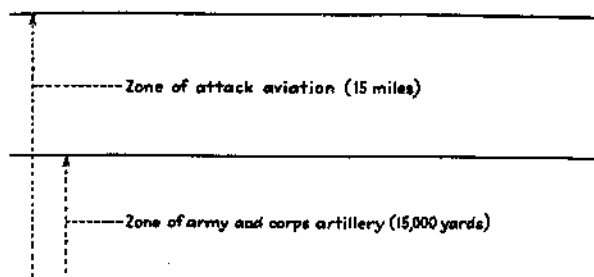 Zone of attack aviation (15 miles)
Zone of army and corps artillery (15,000 yards)